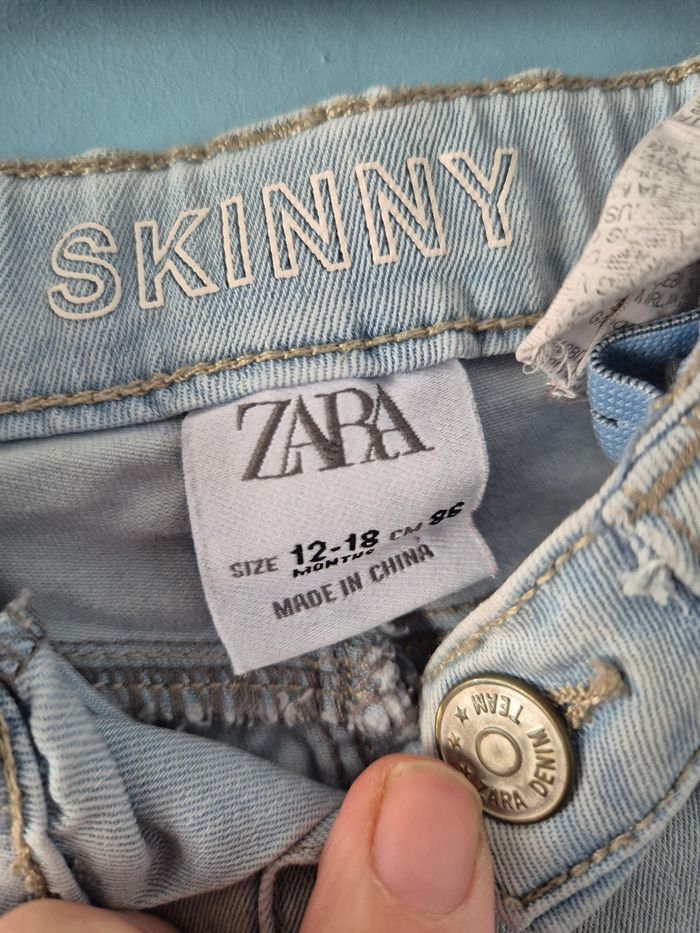 SKINNY
ZARA
SIZE 12-18 CM 86
MONTHS
MADE IN CHINA
ZARA DENIM TEAM